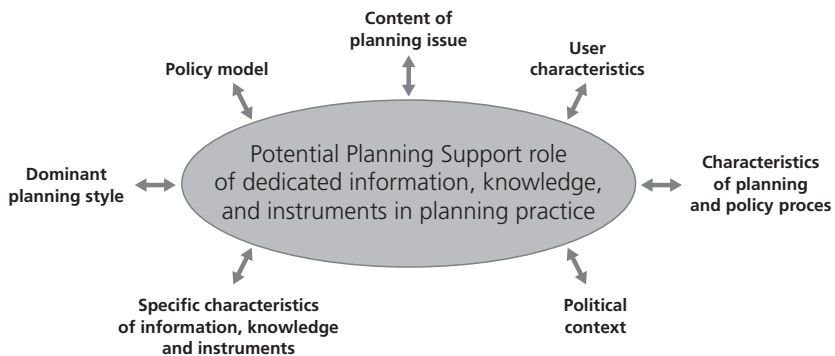 Content of
planning issue
Policy model
User
characteristics
Dominant
planning style
Potential Planning Support role
of dedicated information, knowledge,
and instruments in planning practice
Characteristics
of planning
and policy proces
Specific characteristics
of information, knowledge
and instruments
Political
context